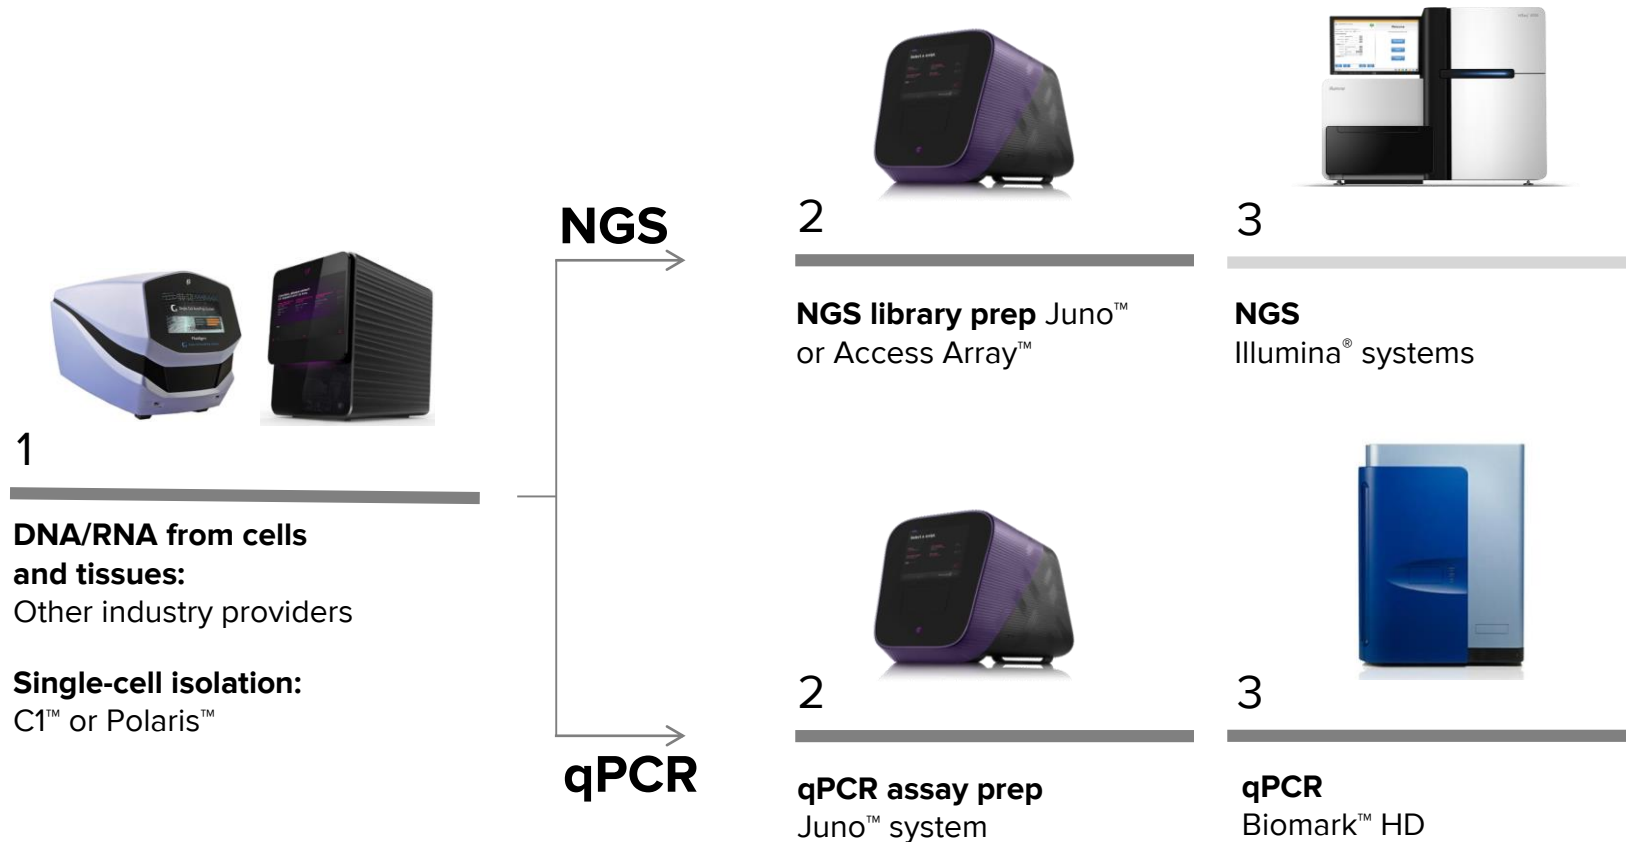 NGS
2
3
NGS library prep Juno™
or Access Array™
NGS
Illumina® systems
1
DNA/RNA from cells
and tissues:
Other industry providers
Single-cell isolation:
C1™ or Polaris™
qPCR
2
3
qPCR assay prep
Juno™ system
qPCR
Biomark™ HD